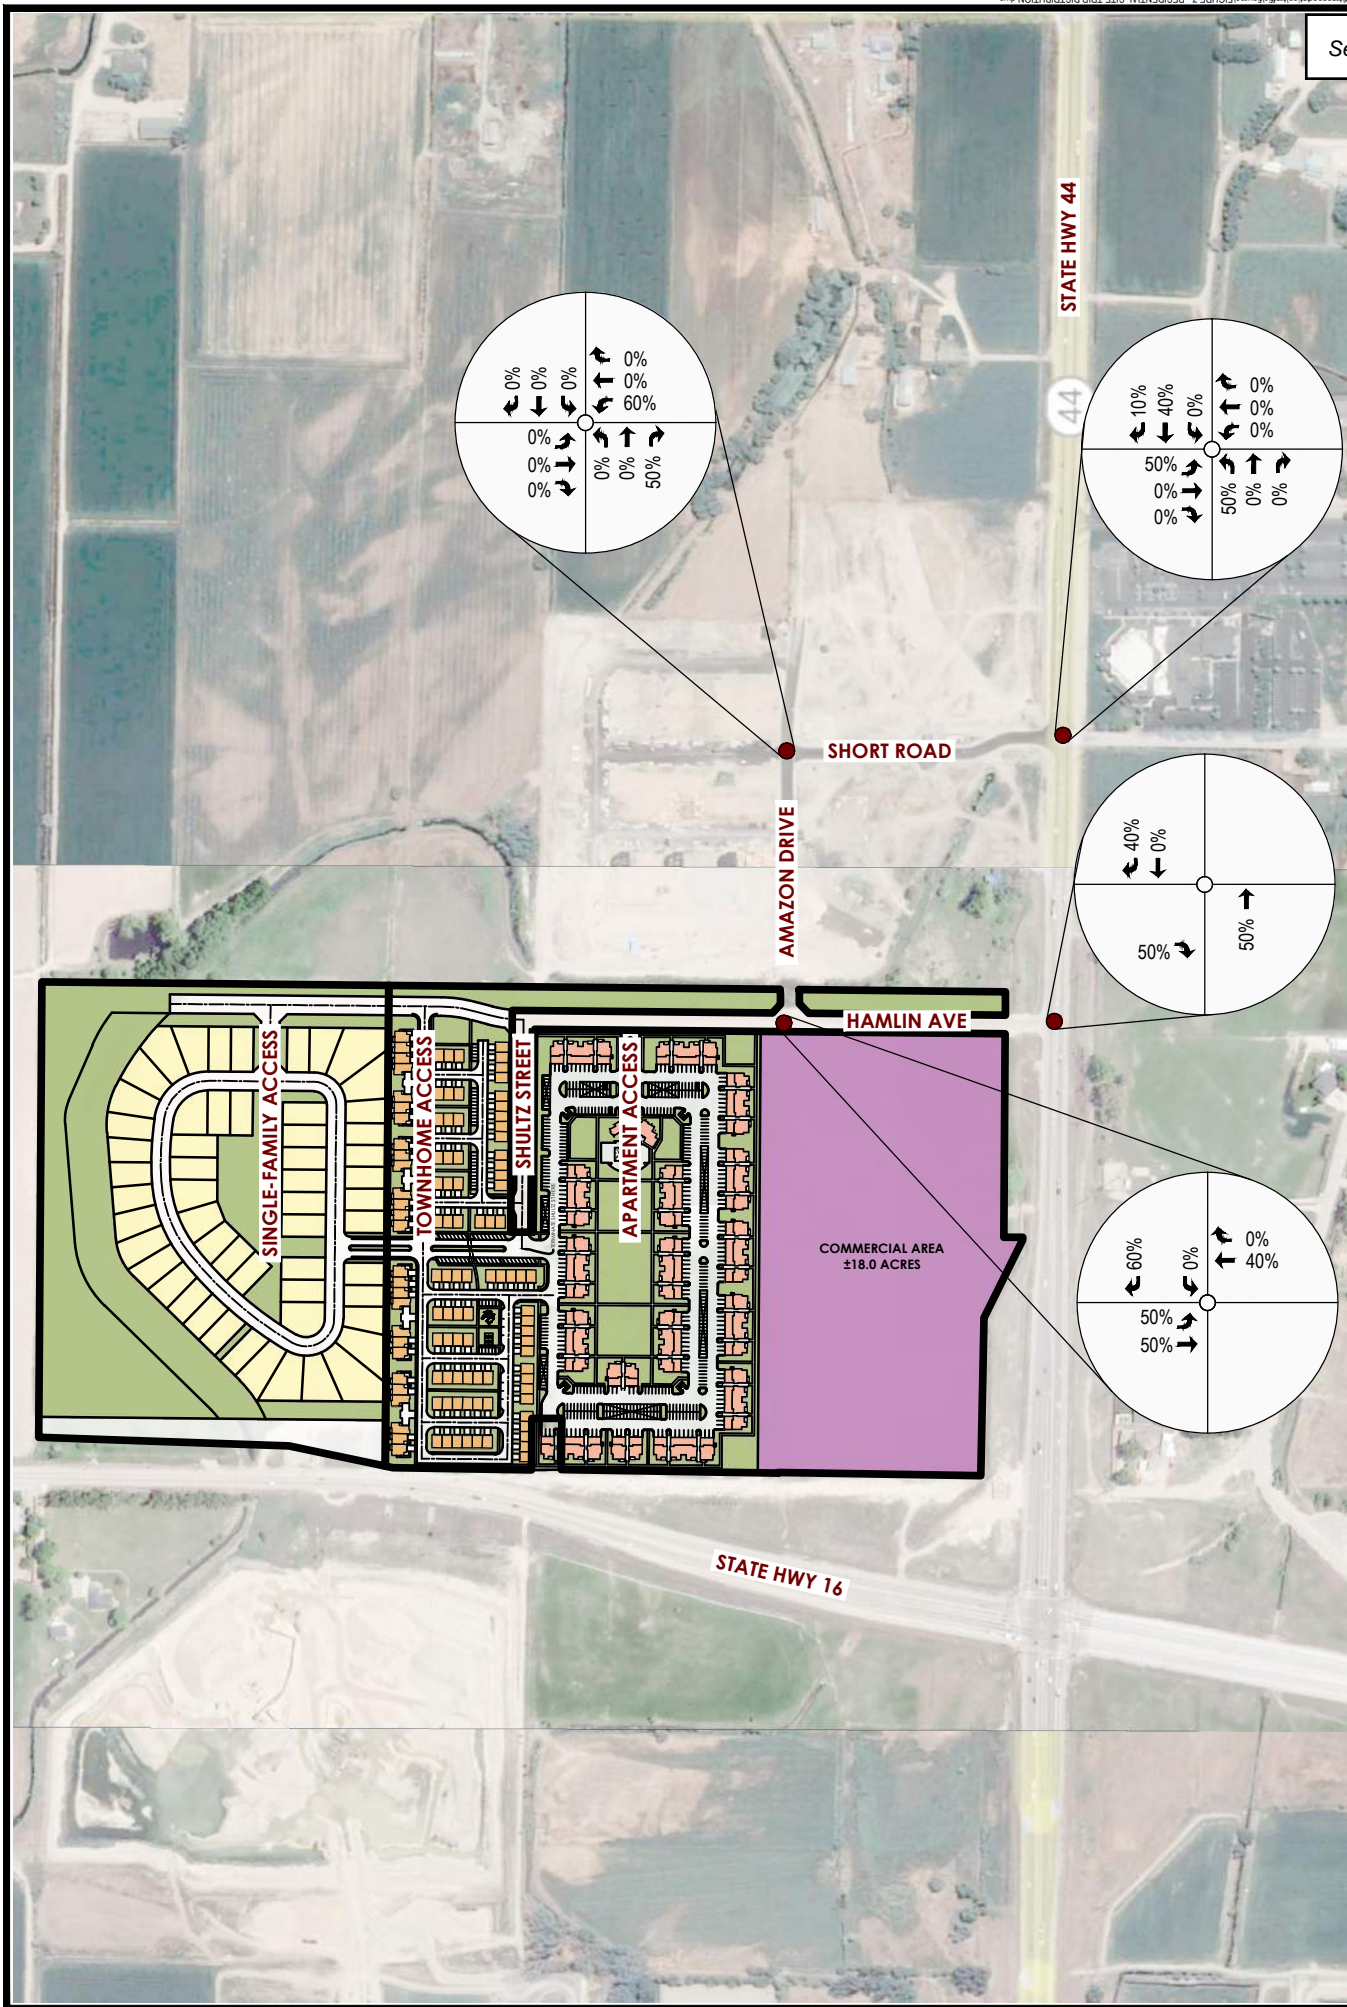 Se
STATE HWY 44
44
0%
0%
0%
0%
0%
60%
0%
0%
0%
0%
0%
50%
10%
40%
0%
0%
0%
0%
50%
0%
0%
50%
0%
0%
SHORT ROAD
AMAZON DRIVE
40%
0%
50%
50%
HAMLIN AVE
SINGLE-FAMILY ACCESS
TOWNHOME ACCESS
SHULTZ STREET
APARTMENT ACCESS
COMMERCIAL AREA
±18.0 ACRES
60%
0%
0%
40%
50%
50%
STATE HWY 16